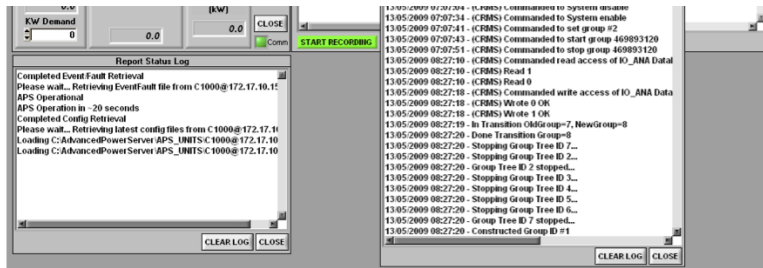 0.0
(kW)
KW Demand
0
0.0
0.0
CLOSE
Comm
START RECORDING
Report Status Log
Completed Event/Fault Retrieval
Please wait... Retrieving EventFault file from C1000@172.17.10.15
APS Operational
APS Operation in ~20 seconds
Completed Config Retrieval
Please wait... Retrieving latest config files from C1000@172.17.1
Loading C:\AdvancedPowerServer\APS_UNITS\C1000@172.17.10
Loading C:\AdvancedPowerServer\APS_UNITS\C1000@172.17.10
CLEAR LOG
CLOSE
13/05/2009 07:07:04 - (CRMS) Commanded to System disable
13/05/2009 07:07:34 - (CRMS) Commanded to System enable
13/05/2009 07:07:41 - (CRMS) Commanded to set group #2
13/05/2009 07:07:43 - (CRMS) Commanded to start group 469893120
13/05/2009 07:07:51 - (CRMS) Commanded to stop group 469893120
13/05/2009 08:27:10 - (CRMS) Commanded read access of IO_ANA Datal
13/05/2009 08:27:10 - (CRMS) Read 1
13/05/2009 08:27:10 - (CRMS) Read 0
13/05/2009 08:27:18 - (CRMS) Commanded write access of IO_ANA Data
13/05/2009 08:27:18 - (CRMS) Wrote 0 OK
13/05/2009 08:27:18 - (CRMS) Wrote 1 OK
13/05/2009 08:27:19 - In Transition OldGroup=7, NewGroup=8
13/05/2009 08:27:20 - Done Transition Group=8
13/05/2009 08:27:20 - Stopping Group Tree ID 7...
13/05/2009 08:27:20 - Stopping Group Tree ID 2...
13/05/2009 08:27:20 - Group Tree ID 2 stopped...
13/05/2009 08:27:20 - Stopping Group Tree ID 3...
13/05/2009 08:27:20 - Stopping Group Tree ID 4...
13/05/2009 08:27:20 - Stopping Group Tree ID 5...
13/05/2009 08:27:20 - Stopping Group Tree ID 6...
13/05/2009 08:27:20 - Group Tree ID 7 stopped...
13/05/2009 08:27:20 - Constructed Group ID #1
CLEAR LOG
CLOSE